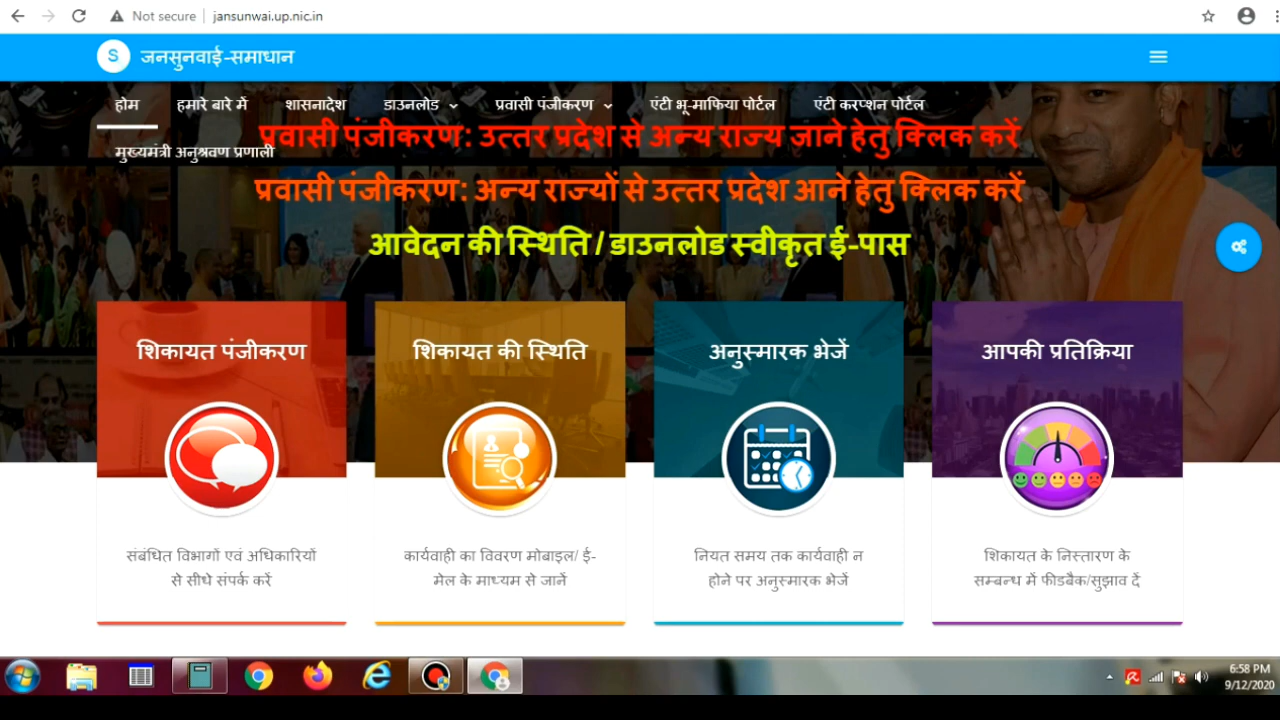 Not secure
jansunwai.up.nic.in
S
जनसुनवाई-समाधान
होम
हमारे बारे में
शासनादेश
डाउनलोड
प्रवासी पंजीकरण
एंटी भू-माफिया पोर्टल
एंटी करप्शन पोर्टल
मुख्यमंत्री अनुश्रवण प्रणाली
प्रवासी पंजीकरण: उत्तर प्रदेश से अन्य राज्य जाने हेतु क्लिक करें
प्रवासी पंजीकरण: अन्य राज्यों से उत्तर प्रदेश आने हेतु क्लिक करें
आवेदन की स्थिति / डाउनलोड स्वीकृत ई-पास
शिकायत पंजीकरण
संबंधित विभागों एवं अधिकारियों
से सीधे संपर्क करें
शिकायत की स्थिति
कार्यवाही का विवरण मोबाइल/ ई-
मेल के माध्यम से जानें
अनुस्मारक भेजें
नियत समय तक कार्यवाही न
होने पर अनुस्मारक भेजें
आपकी प्रतिक्रिया
शिकायत के निस्तारण के
सम्बन्ध में फीडबैक/सुझाव दें
6:58 PM
9/12/2020